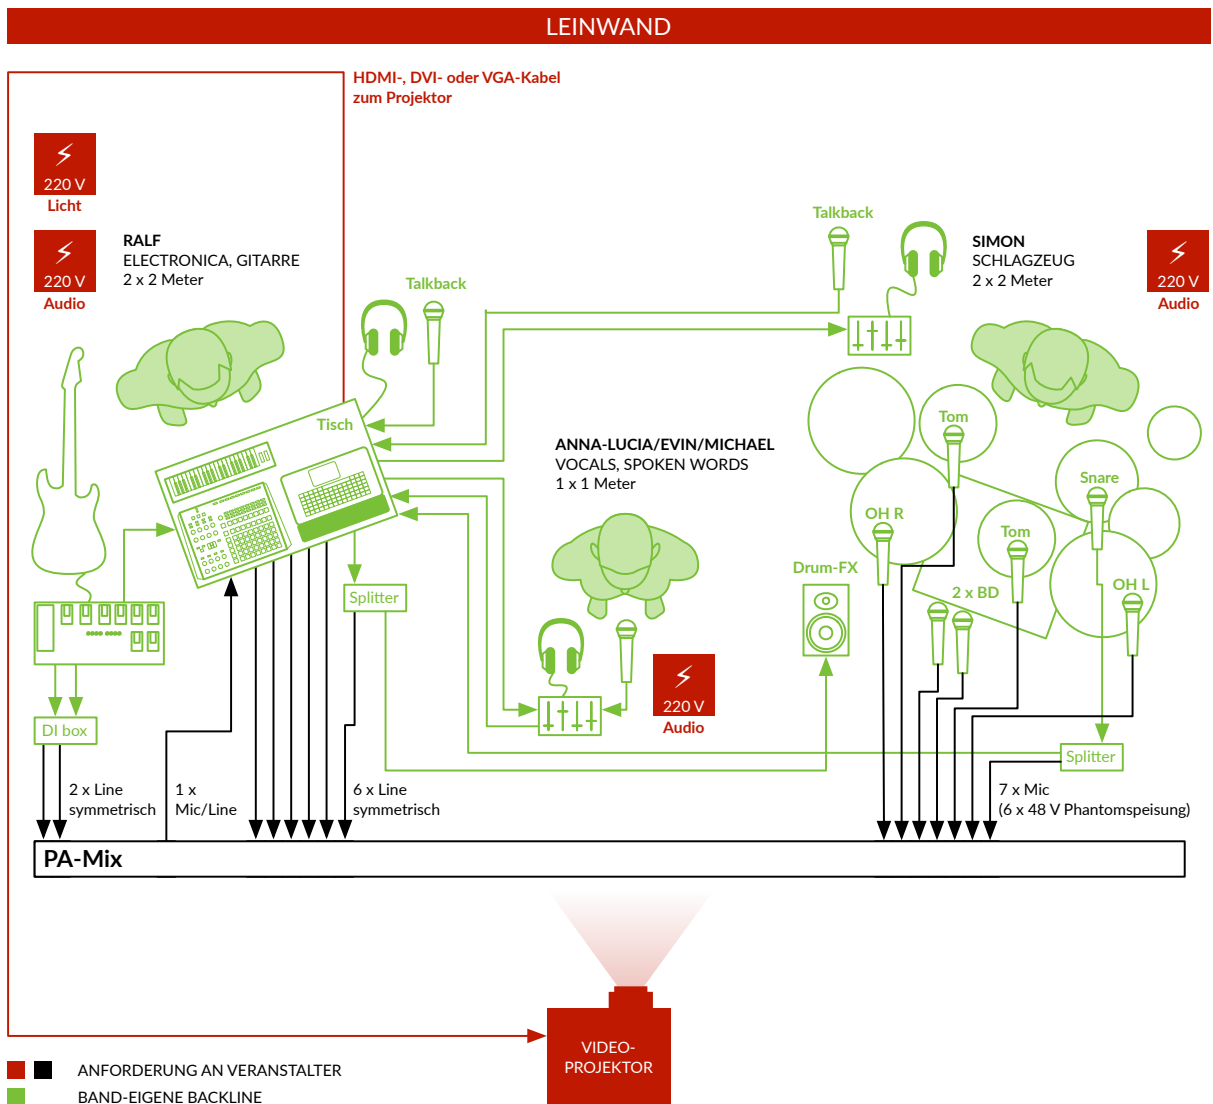 LEINWAND
HDMI-, DVI- oder VGA-Kabel
zum Projektor
220 V
Licht
220 V
Audio
RALF
ELECTRONICA, GITARRE
2 x 2 Meter
Talkback
Talkback
SIMON
SCHLAGZEUG
2 x 2 Meter
220 V
Audio
Tisch
ANNA-LUCIA/EVIN/MICHAEL
VOCALS, SPOKEN WORDS
1 x 1 Meter
Tom
Snare
OH R
Tom
Drum-FX
2 x BD
OH L
Splitter
220 V
Audio
DI box
Splitter
2 x Line
symmetrisch
1 x
Mic/Line
6 x Line
symmetrisch
7 x Mic
(6 x 48 V Phantomspeisung)
PA-Mix
VIDEO-
PROJEKTOR
ANFORDERUNG AN VERANSTALTER
BAND-EIGENE BACKLINE